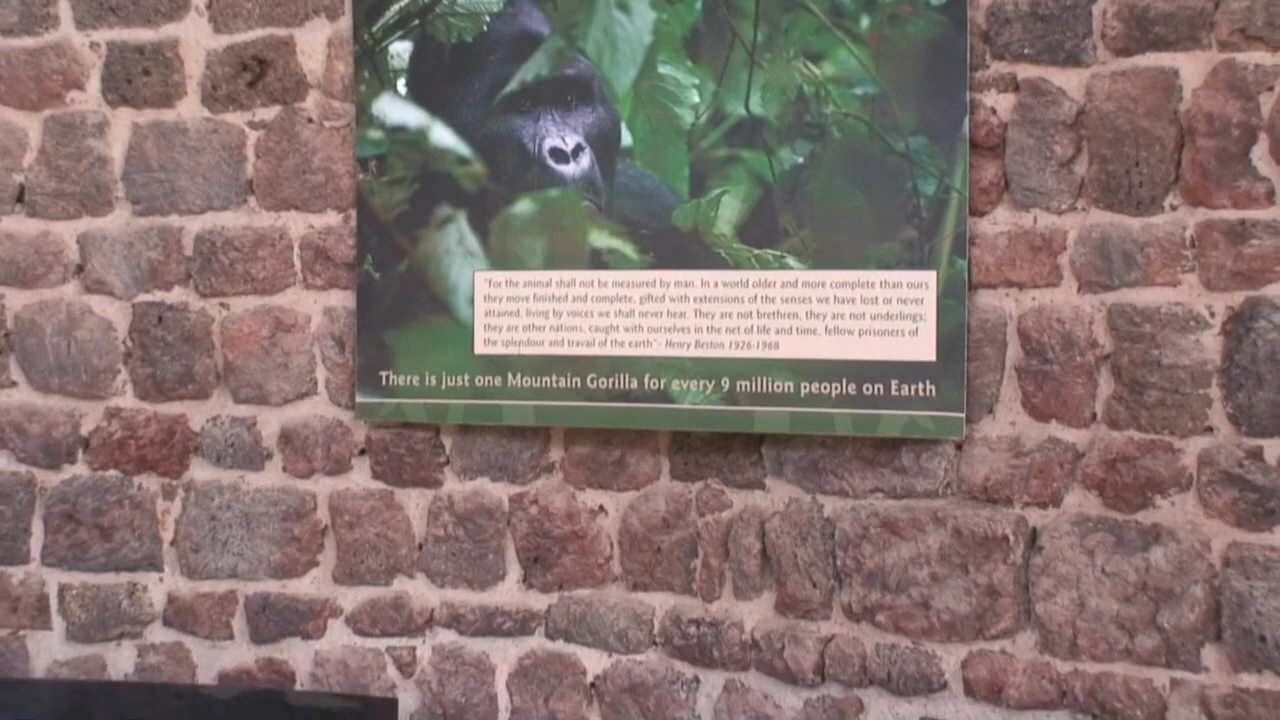 "For the animal shall not be measured by man. In a world older and more complete than ours
they move finished and complete, gifted with extensions of the senses we have lost or never
attained, living by voices we shall never hear. They are not brethren, they are not underlings;
they are other nations, caught with ourselves in the net of life and time, fellow prisoners of
the splendour and travail of the earth" - Henry Beston 1926-1968
There is just one Mountain Gorilla for every 9 million people on Earth